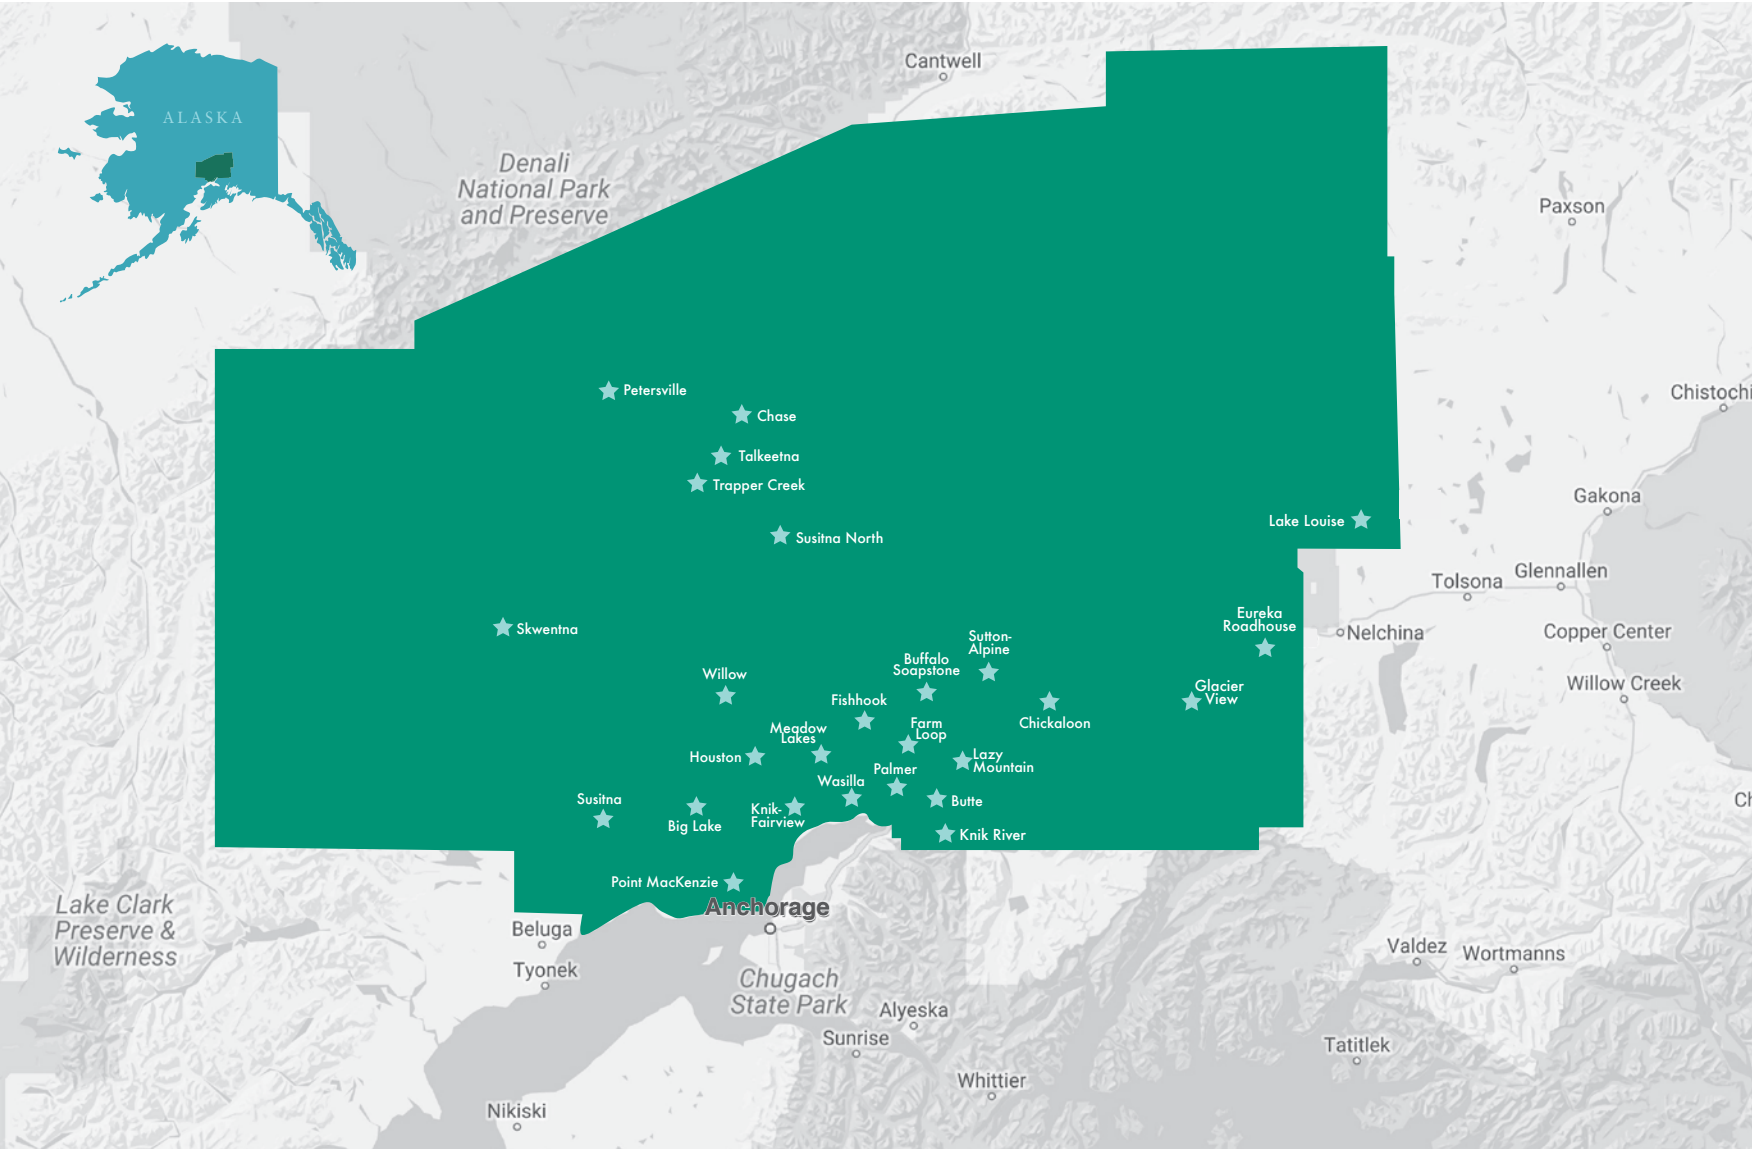 Cantwell
ALASKA
Denali
National Park
and Preserve
Paxson
Petersville
Chase
Chistochi
Talkeetna
Trapper Creek
Gakona
Lake Louise
Susitna North
Glennallen
Tolsona
Eureka
Roadhouse
Skwentna
Nelchina
Copper Center
Sutton-
Alpine
Buffalo
Soapstone
Willow
Willow Creek
Glacier
View
Fishhook
Chickaloon
Farm
Loop
Meadow
Lakes
Houston
Lazy
Mountain
Palmer
Wasilla
Susitna
Butte
Ch
Big Lake
Knik-
Fairview
Knik River
Point MacKenzie
Lake Clark
Preserve &
Wilderness
Anchorage
Beluga
Valdez
Wortmanns
Tyonek
Chugach
State Park
Alyeska
Sunrise
Tatitlek
Whittier
Nikiski